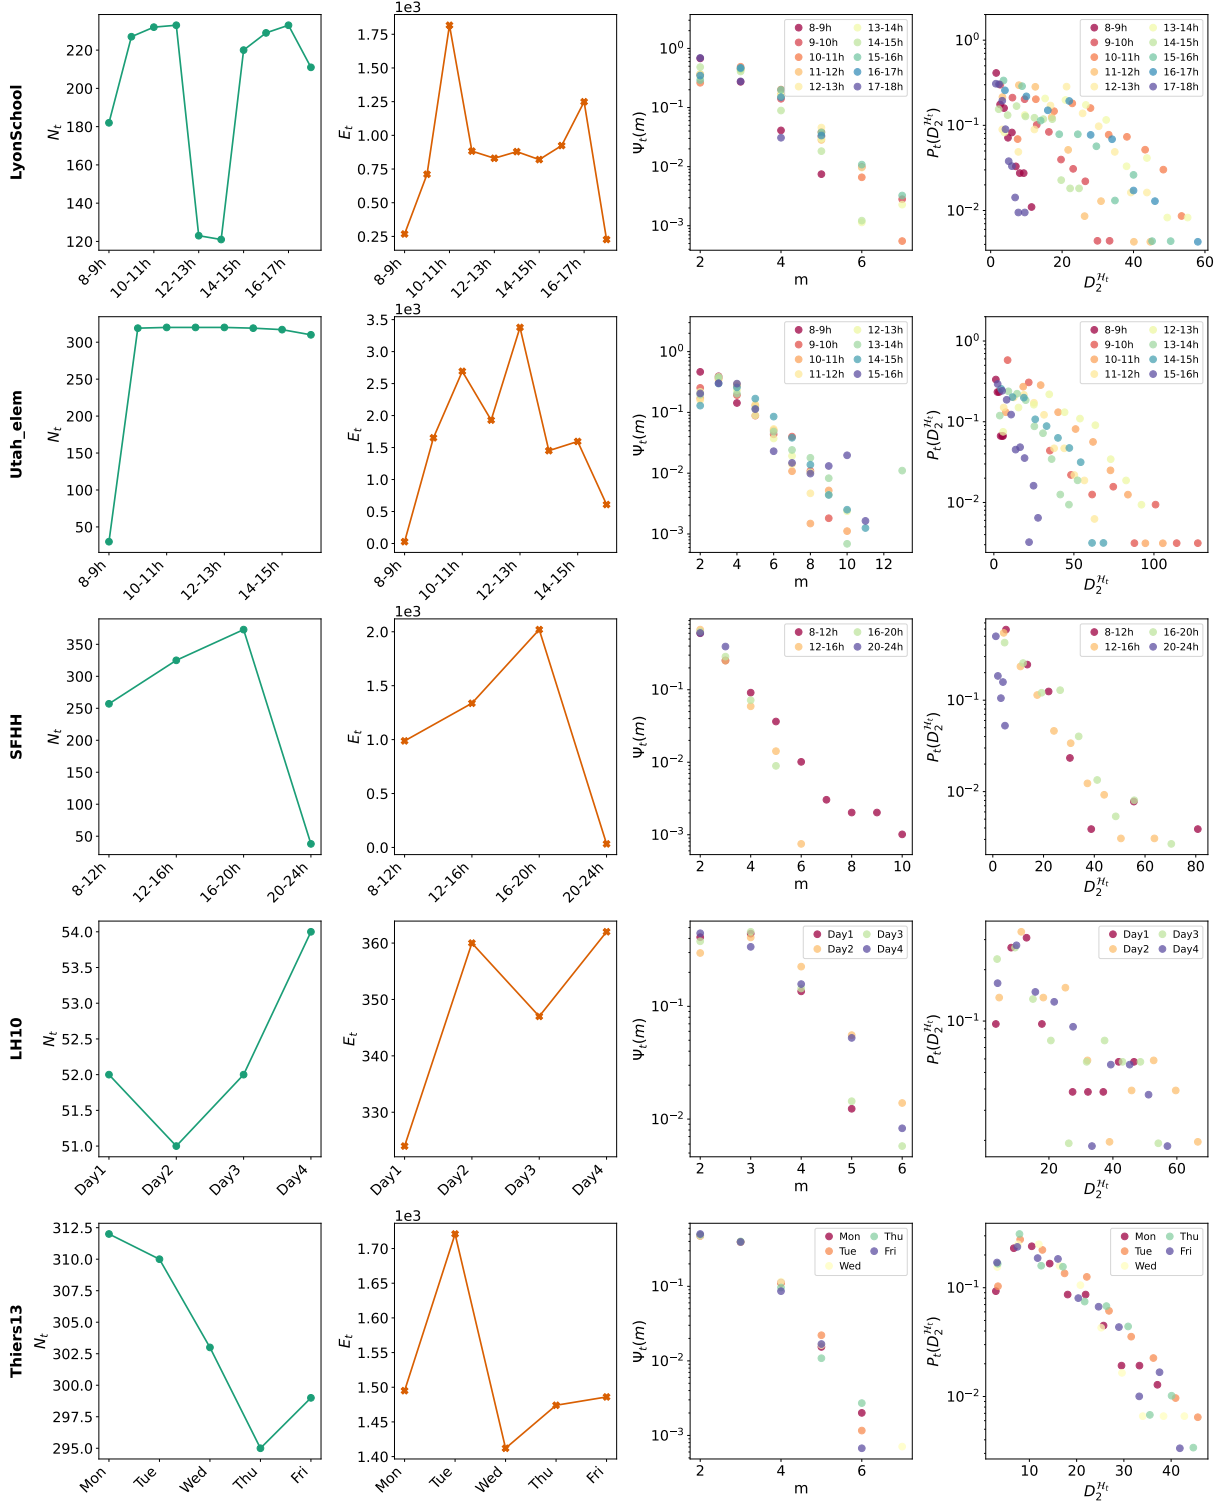 LyonSchool
N_t
220
200
180
160
140
120
8-9h
10-11h
12-13h
14-15h
16-17h
1e3
E_t
1.75
1.50
1.25
1.00
0.75
0.50
0.25
8-9h
10-11h
12-13h
14-15h
16-17h
Ψ_t(m)
10^0
10^−1
10^−2
10^−3
2 4 6
m
8-9h 13-14h
9-10h 14-15h
10-11h 15-16h
11-12h 16-17h
12-13h 17-18h
P_t(D_2^{H_t})
10^0
10^−1
10^−2
0 20 40 60
D_2^{H_t}
8-9h 13-14h
9-10h 14-15h
10-11h 15-16h
11-12h 16-17h
12-13h 17-18h
Utah_elem
N_t
300
250
200
150
100
50
8-9h
10-11h
12-13h
14-15h
1e3
E_t
3.5
3.0
2.5
2.0
1.5
1.0
0.5
0.0
8-9h
10-11h
12-13h
14-15h
Ψ_t(m)
10^0
10^−1
10^−2
10^−3
2 4 6 8 10 12
m
8-9h 12-13h
9-10h 13-14h
10-11h 14-15h
11-12h 15-16h
P_t(D_2^{H_t})
10^0
10^−1
10^−2
0 50 100
D_2^{H_t}
8-9h 12-13h
9-10h 13-14h
10-11h 14-15h
11-12h 15-16h
SFHH
N_t
350
300
250
200
150
100
50
8-12h
12-16h
16-20h
20-24h
1e3
E_t
2.0
1.5
1.0
0.5
0.0
8-12h
12-16h
16-20h
20-24h
Ψ_t(m)
10^−1
10^−2
10^−3
2 3 4 5 6 7 8 9 10
m
8-12h 16-20h
12-16h 20-24h
P_t(D_2^{H_t})
10^−1
10^−2
0 20 40 60 80
D_2^{H_t}
8-12h 16-20h
12-16h 20-24h
LH10
N_t
54.0
53.5
53.0
52.5
52.0
51.5
51.0
Day1
Day2
Day3
Day4
E_t
360
350
340
330
Day1
Day2
Day3
Day4
Ψ_t(m)
10^−1
10^−2
2 3 4 5 6
m
Day1 Day3
Day2 Day4
P_t(D_2^{H_t})
10^−1
20 40 60
D_2^{H_t}
Day1 Day3
Day2 Day4
Thiers13
N_t
312.5
310.0
307.5
305.0
302.5
300.0
297.5
295.0
Mon
Tue
Wed
Thu
Fri
1e3
E_t
1.70
1.65
1.60
1.55
1.50
1.45
1.40
Mon
Tue
Wed
Thu
Fri
Ψ_t(m)
10^−1
10^−2
10^−3
2 4 6
m
Mon Thu
Tue Fri
Wed
P_t(D_2^{H_t})
10^−1
10^−2
10 20 30 40
D_2^{H_t}
Mon Thu
Tue Fri
Wed